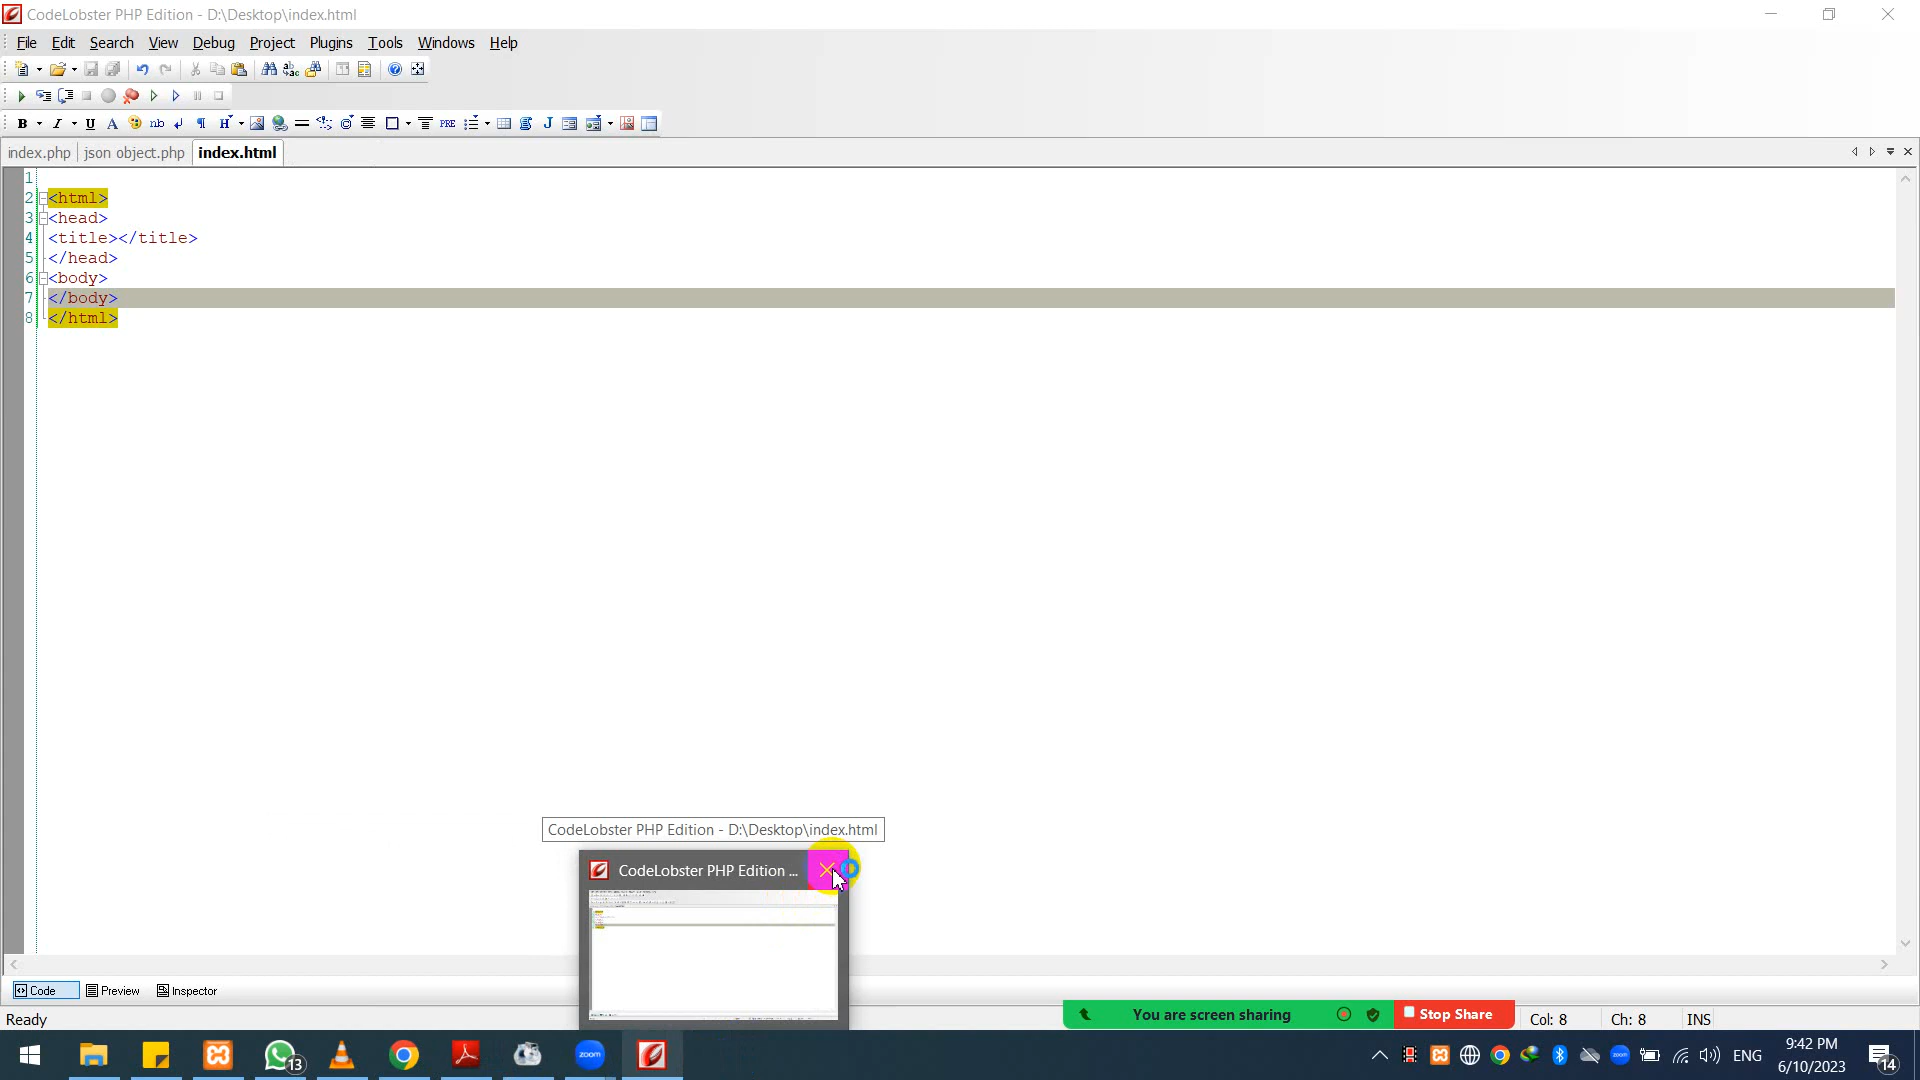 CodeLobster PHP Edition - D:\Desktop\index.html
File Edit Search View Debug Project Plugins Tools Windows Help
B I U A nb H PRE J
index.php json object.php index.html
1
2 <html>
3 <head>
4 <title></title>
5 </head>
6 <body>
7 </body>
8 </html>
CodeLobster PHP Edition - D:\Desktop\index.html
CodeLobster PHP Edition ...
Code Preview Inspector
Ready
You are screen sharing
Stop Share
Col: 8 Ch: 8 INS
13
zoom
ENG
9:42 PM
6/10/2023
14